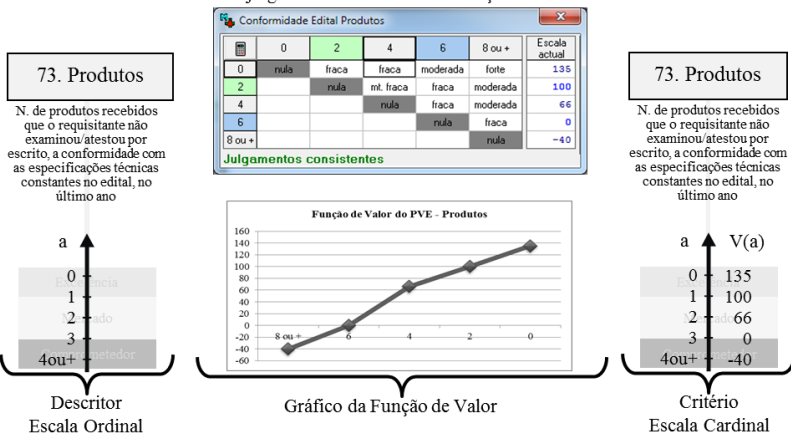 Conformidade Edital Produtos
0 2 4 6 8 ou + Escala actual
0 nula fraca fraca moderada forte 135
2 nula mt. fraca fraca moderada 100
4 nula fraca moderada 66
6 nula fraca 0
8 ou + nula -40
Julgamentos consistentes
73. Produtos
N. de produtos recebidos
que o requisitante não
examinou/atestou por
escrito, a conformidade com
as especificações técnicas
constantes no edital, no
último ano
a
0
1
2
3
4ou+
Descritor
Escala Ordinal
Função de Valor do PVE - Produtos
160
140
120
100
80
60
40
20
0
-20
-40
-60
8 ou + 6 4 2 0
Gráfico da Função de Valor
73. Produtos
N. de produtos recebidos
que o requisitante não
examinou/atestou por
escrito, a conformidade com
as especificações técnicas
constantes no edital, no
último ano
a V(a)
0 135
1 100
2 66
3 0
4ou+ -40
Critério
Escala Cardinal